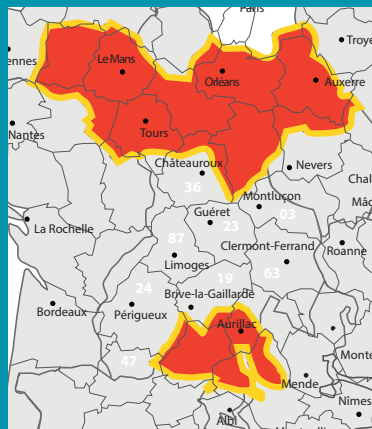 Paris
Troye
ennes
Le Mans
Orléans
Auxerre
Nantes
Tours
Châteauroux
Nevers
36
Chal
Montluçon
Mâc
Guéret
23
03
La Rochelle
87
Clermont-Ferrand
Roanne
Limoges
19
63
24
Brive-la-Gaillarde
Bordeaux
Périgueux
Aurillac
Monte
47
Mende
Nîmes
Albi